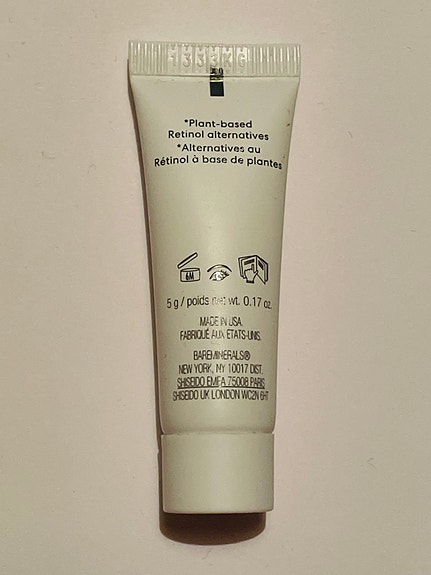 1333KG
*Plant-based
Retinol alternatives
*Alternatives au
Rétinol à base de plantes
6M
5 g / poids net wt. 0.17 oz.
MADE IN USA.
FABRIQUÉ AUX ÉTATS-UNIS.
BAREMINERALS®
NEW YORK, NY 10017 DIST.
SHISEIDO EMEA 75008 PARIS
SHISEIDO UK LONDON WC2N 6HT